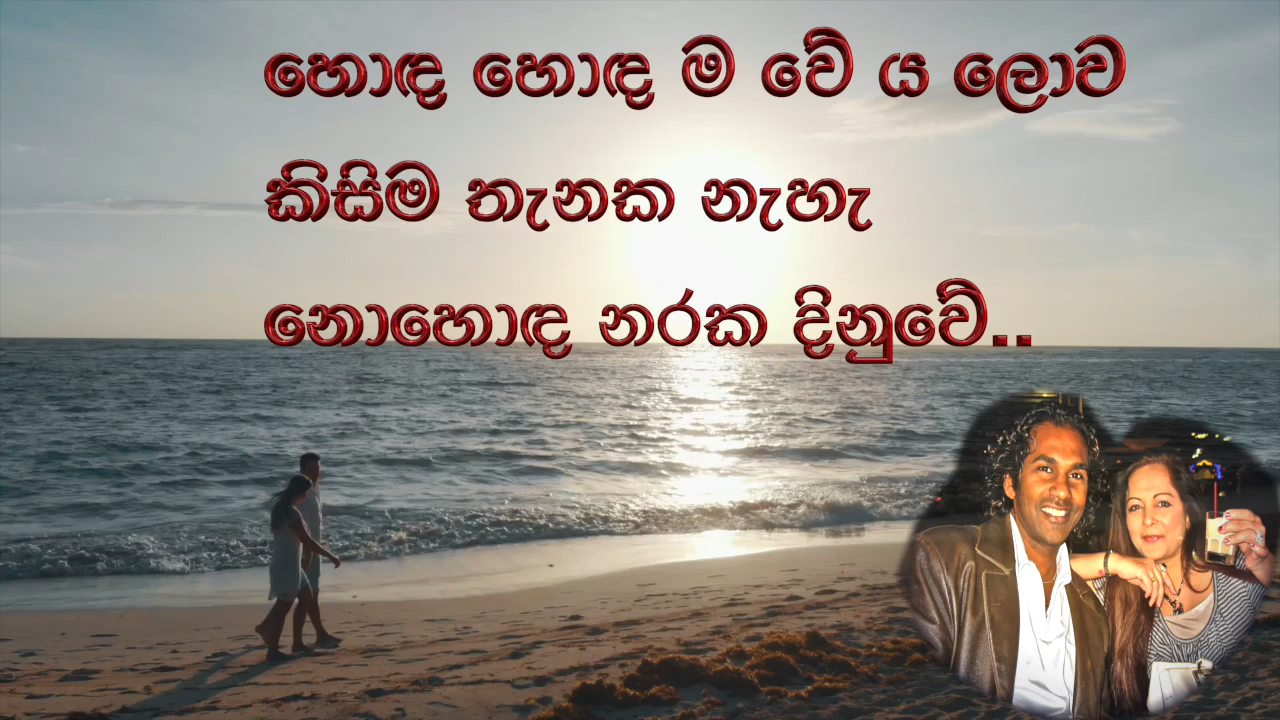 හොඳ හොඳ ම වේ ය ලොව
කිසිම තැනක නැහැ
නොහොඳ නරක දිනුවේ..